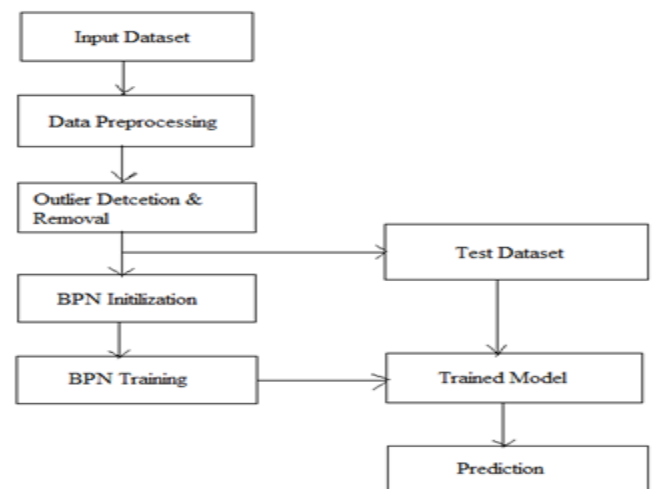 Input Dataset
Data Preprocessing
Outlier Detcetion &
Removal
Test Dataset
BPN Initilization
BPN Training
Trained Model
Prediction